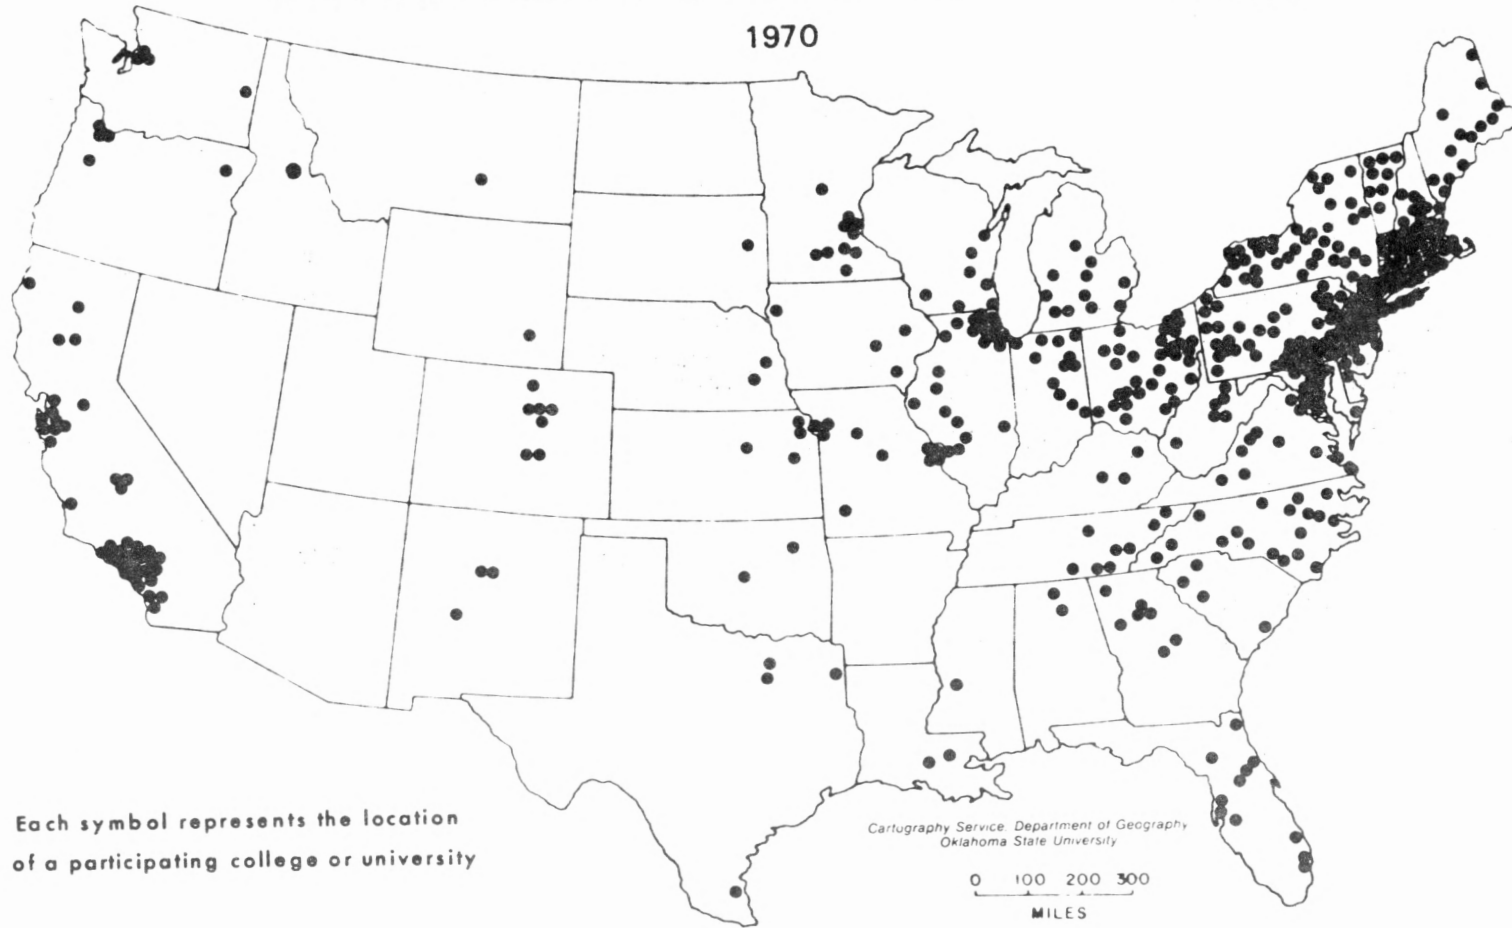 1970
Each symbol represents the location
of a participating college or university
Cartography Service, Department of Geography
Oklahoma State University
0 100 200 300
MILES